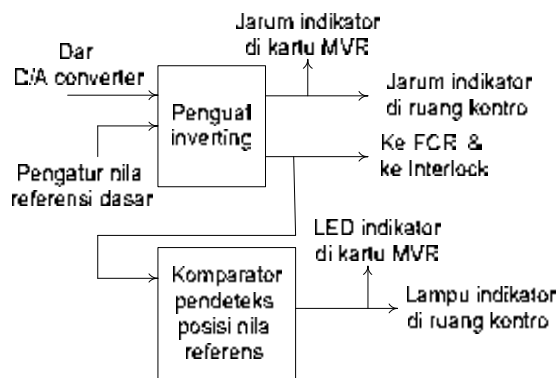 Jarum indikator
di kartu MVR
Dar
D/A converter
Penguat
inverting
Jarum indikator
di ruang kontro
Ke FCR &
ke Interlock
Pengatur nila
referensi dasar
LED indikator
di kartu MVR
Komparator
pendeteks
posisi nila
referens
Lampu indikator
di ruang kontro